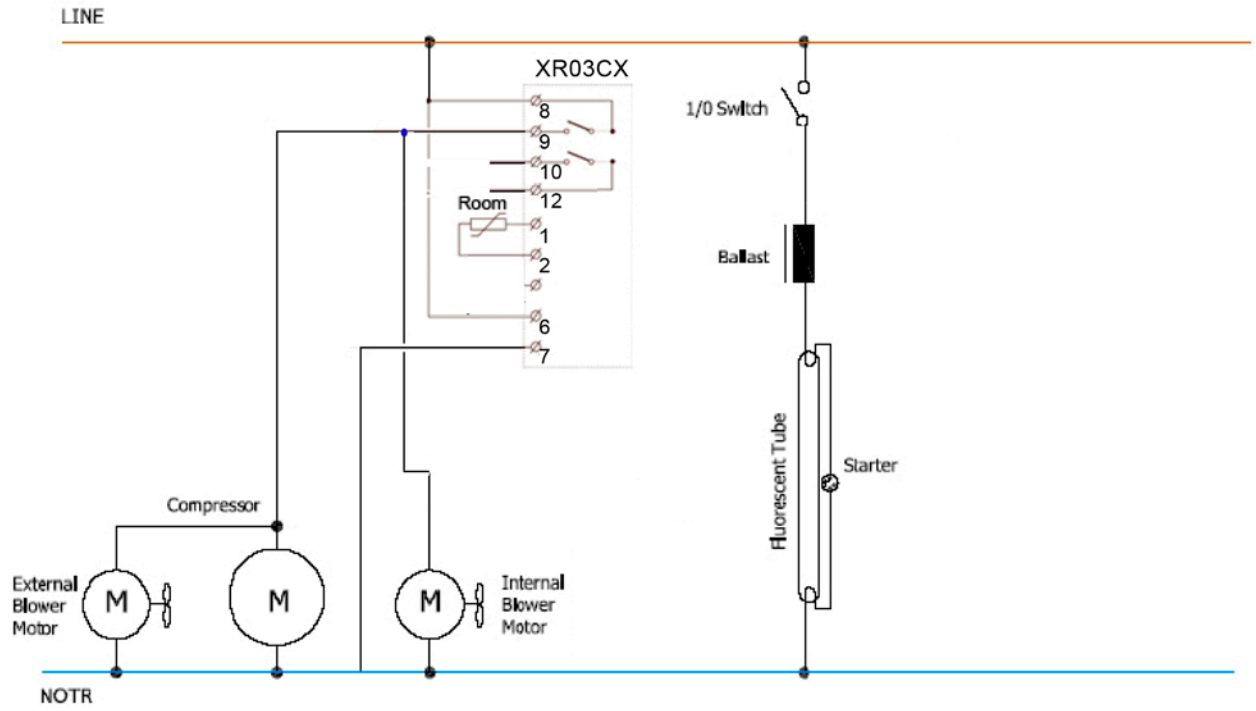 LINE
XR03CX
8
1/0 Switch
9
10
12
Room
1
2
Ballast
6
7
Fluorescent Tube
Starter
Compressor
External
Blower
Motor
M
M
M
Internal
Blower
Motor
NOTR